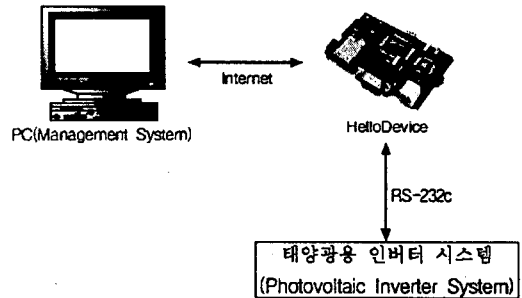 Internet
PC(Management System)
HelloDevice
RS-232c
태양광용 인버터 시스템
(Photovoltaic Inverter System)